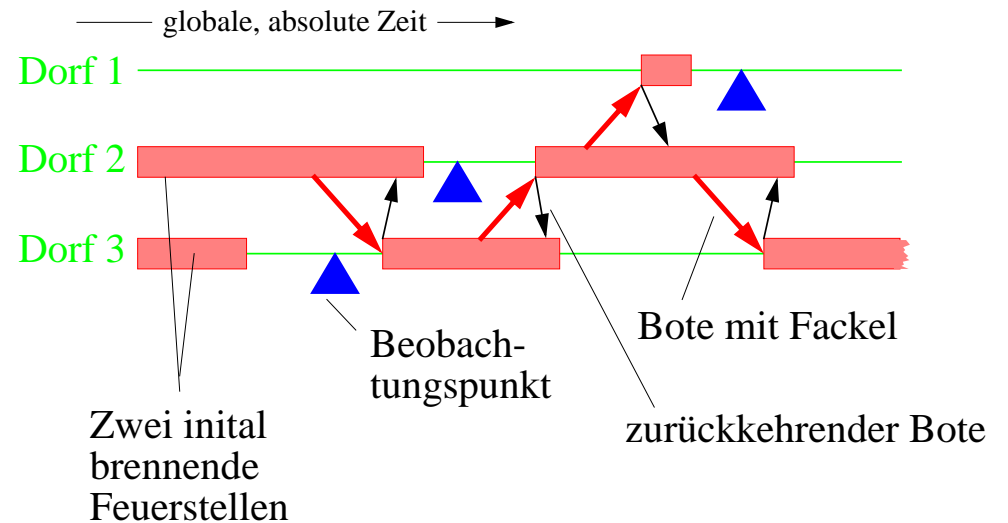 globale, absolute Zeit
Dorf 1
Dorf 2
Dorf 3
Beobach-
tungspunkt
Bote mit Fackel
zurückkehrender Bote
Zwei inital
brennende
Feuerstellen